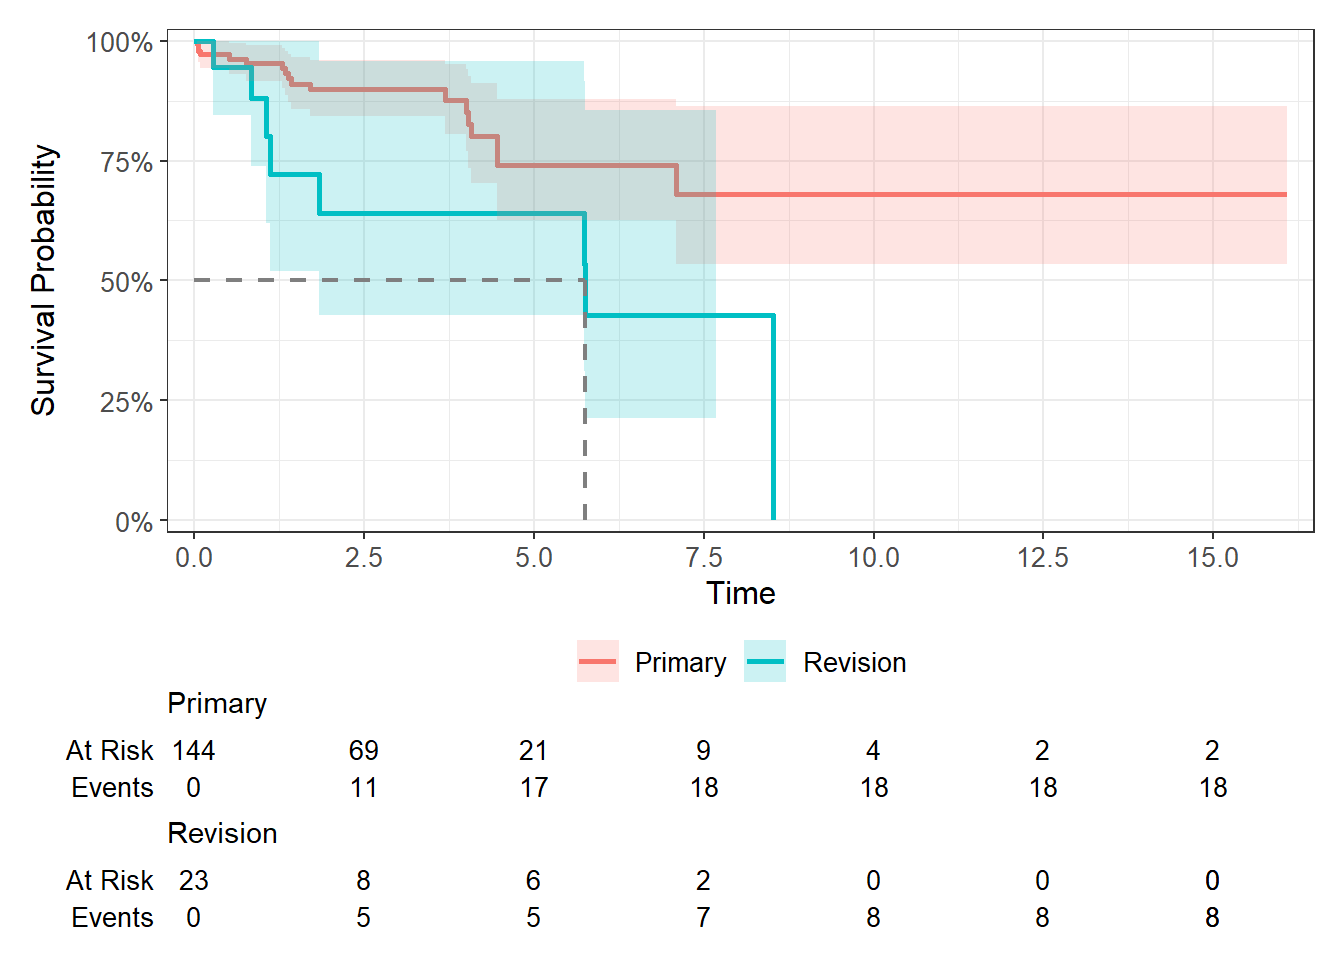 100%
75%
50%
25%
0%
Survival Probability
0.0 2.5 5.0 7.5 10.0 12.5 15.0
Time
Primary Revision
Primary
At Risk 144 69 21 9 4 2 2
Events 0 11 17 18 18 18 18
Revision
At Risk 23 8 6 2 0 0 0
Events 0 5 5 7 8 8 8